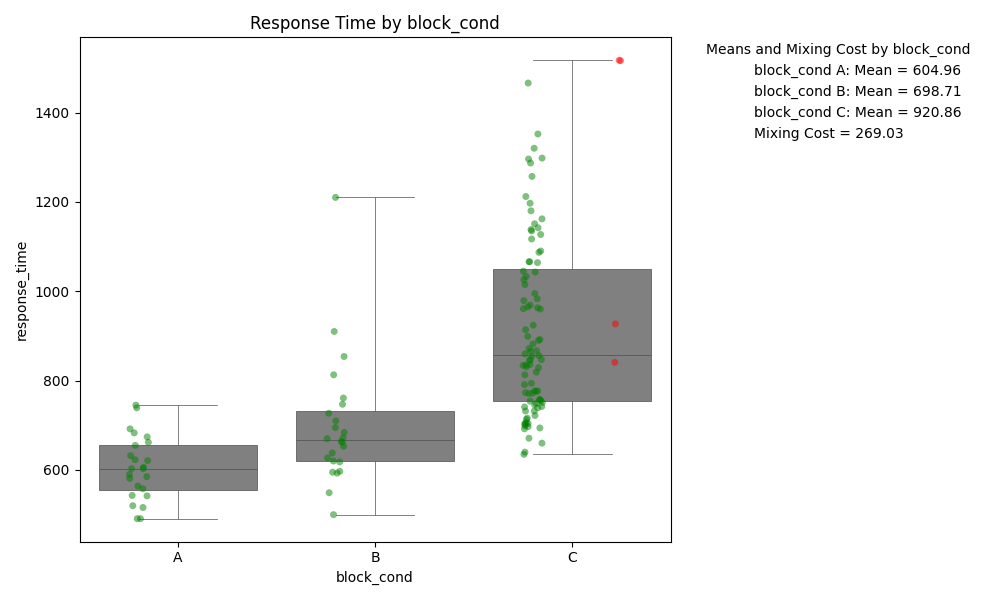 Response Time by block_cond
Means and Mixing Cost by block_cond
block_cond A: Mean = 604.96
block_cond B: Mean = 698.71
block_cond C: Mean = 920.86
Mixing Cost = 269.03
response_time
1400
1200
1000
800
600
A B C
block_cond